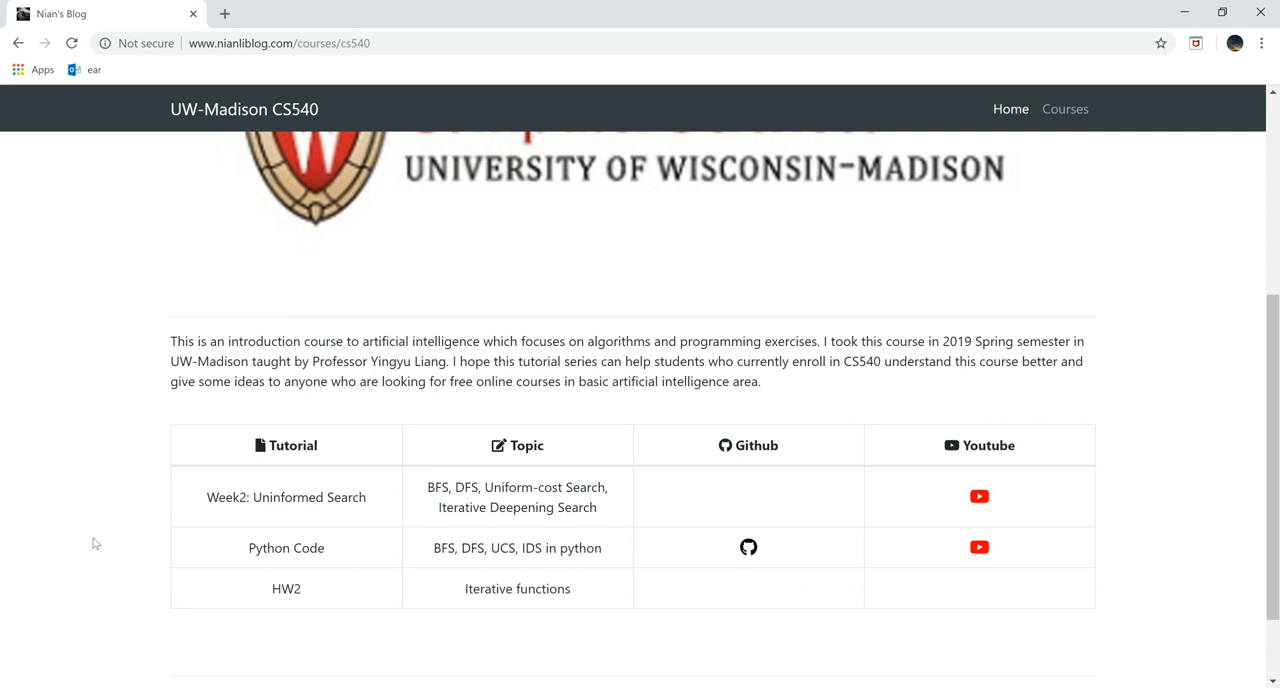 Nian's Blog
Not secure
www.nianliblog.com/courses/cs540
Apps
ear
UW-Madison CS540
Home
Courses
UNIVERSITY OF WISCONSIN–MADISON
This is an introduction course to artificial intelligence which focuses on algorithms and programming exercises. I took this course in 2019 Spring semester in
UW-Madison taught by Professor Yingyu Liang. I hope this tutorial series can help students who currently enroll in CS540 understand this course better and
give some ideas to anyone who are looking for free online courses in basic artificial intelligence area.
Tutorial
Topic
Github
Youtube
Week2: Uninformed Search
BFS, DFS, Uniform-cost Search,
Iterative Deepening Search
Python Code
BFS, DFS, UCS, IDS in python
HW2
Iterative functions